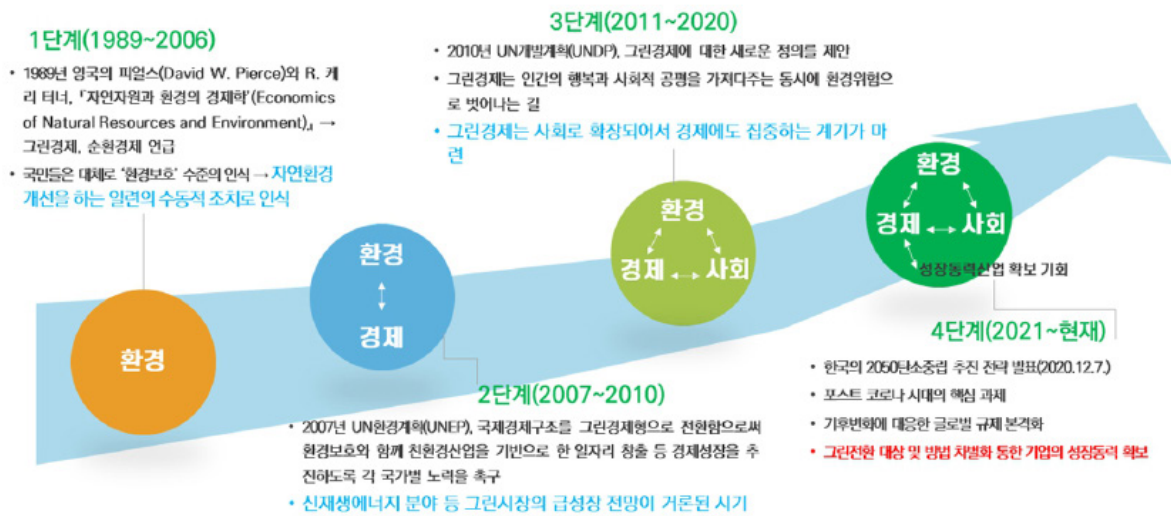 1단계(1989~2006)
• 1989년 영국의 피얼스(David W. Pierce)와 R. 케
리 터너, 『자연자원과 환경의 경제학'(Economics
of Natural Resources and Environment)』 →
그린경제, 순환경제 언급
• 국민들은 대체로 '환경보호' 수준의 인식 → 자연환경
개선을 하는 일련의 수동적 조치로 인식
환경
환경
경제
2단계(2007~2010)
• 2007년 UN환경계획(UNEP), 국제경제구조를 그린경제형으로 전환함으로써
환경보호와 함께 친환경산업을 기반으로 한 일자리 창출 등 경제성장을 추
진하도록 각 국가별 노력을 촉구
• 신재생에너지 분야 등 그린시장의 급성장 전망이 거론된 시기
3단계(2011~2020)
• 2010년 UN개발계획(UNDP), 그린경제에 대한 새로운 정의를 제안
• 그린경제는 인간의 행복과 사회적 공평을 가져다주는 동시에 환경위험으
로 벗어나는 길
• 그린경제는 사회로 확장되어서 경제에도 집중하는 계기가 마
련
환경
경제 사회
환경
경제 사회
성장동력산업 확보 기회
4단계(2021~현재)
• 한국의 2050탄소중립 추진 전략 발표(2020.12.7.)
• 포스트 코로나 시대의 핵심 과제
• 기후변화에 대응한 글로벌 규제 본격화
• 그린전환 대상 및 방법 차별화 통한 기업의 성장동력 확보